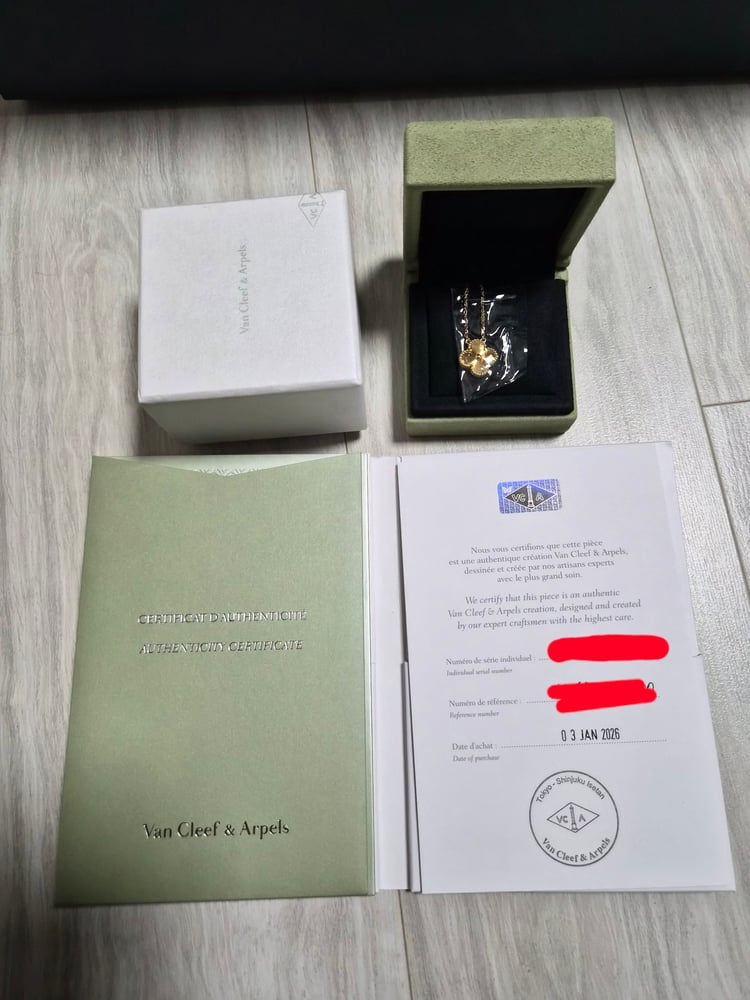 Van Cleef & Arpels
VC A
CERTIFICAT D'AUTHENTICITÉ
AUTHENTICITY CERTIFICATE
Van Cleef & Arpels
VC A
Nous vous certifions que cette pièce
est une authentique création Van Cleef & Arpels,
dessinée et créée par nos artisans experts
avec le plus grand soin.
We certify that this piece is an authentic
Van Cleef & Arpels creation, designed and created
by our expert craftsmen with the highest care.
Numéro de série individuel :
Individual serial number
Numéro de référence :
Reference number
Date d'achat : 03 JAN 2026
Date of purchase
Tokyo - Shinjuku Isetan
VC A
Van Cleef & Arpels